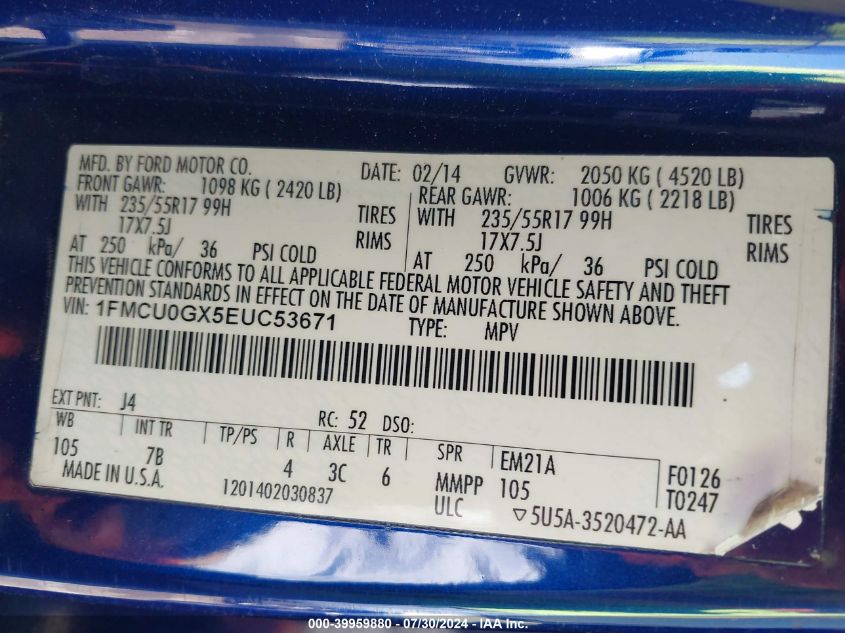 MFD. BY FORD MOTOR CO. DATE: 02/14 GVWR: 2050 KG ( 4520 LB)
FRONT GAWR: 1098 KG ( 2420 LB) REAR GAWR: 1006 KG ( 2218 LB)
WITH 235/55R17 99H TIRES WITH 235/55R17 99H TIRES
17X7.5J RIMS 17X7.5J RIMS
AT 250 kPa/ 36 PSI COLD AT 250 kPa/ 36 PSI COLD
THIS VEHICLE CONFORMS TO ALL APPLICABLE FEDERAL MOTOR VEHICLE SAFETY AND THEFT
PREVENTION STANDARDS IN EFFECT ON THE DATE OF MANUFACTURE SHOWN ABOVE.
VIN: 1FMCU0GX5EUC53671 TYPE: MPV
EXT PNT: J4 RC: 52 DSO:
WB INT TR TP/PS R AXLE TR SPR EM21A F0126
105 7B 4 3C 6 MMPP 105 T0247
MADE IN U.S.A. 1201402030837 ULC ▽5U5A-3520472-AA
000-39959880 - 07/30/2024 - IAA Inc.